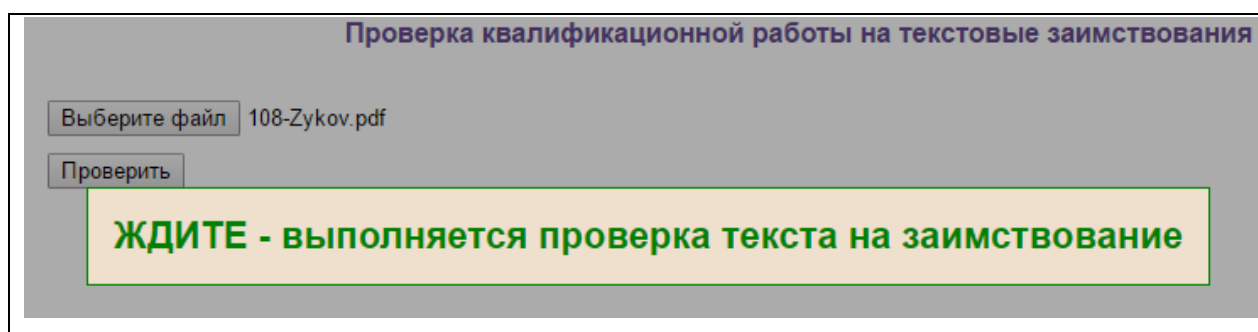 Проверка квалификационной работы на текстовые заимствования
Выберите файл 108-Zykov.pdf
Проверить
ЖДИТЕ - выполняется проверка текста на заимствование